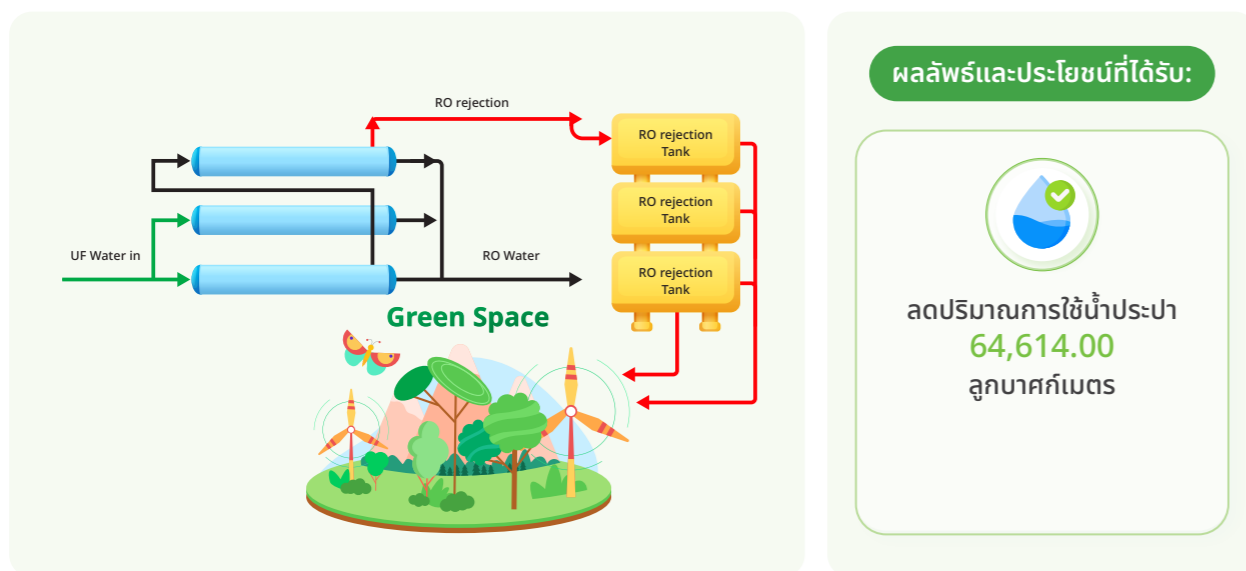 RO rejection
RO rejection
Tank
RO rejection
Tank
UF Water in
RO Water
RO rejection
Tank
Green Space
ผลลัพธ์และประโยชน์ที่ได้รับ:
ลดปริมาณการใช้น้ำประปา
64,614.00
ลูกบาศก์เมตร